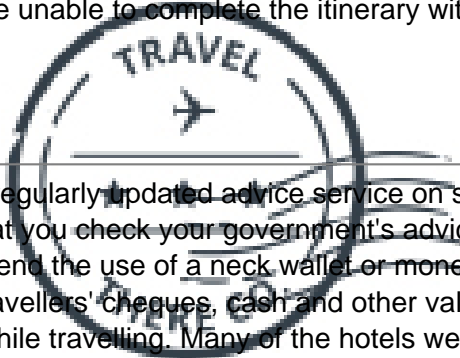 e unable to complete the itinerary wit
TRAVEL
egularly updated advice service on s
at you check your government's advic
end the use of a neck wallet or mone
avellers' cheques, cash and other val
hile travelling. Many of the hotels we